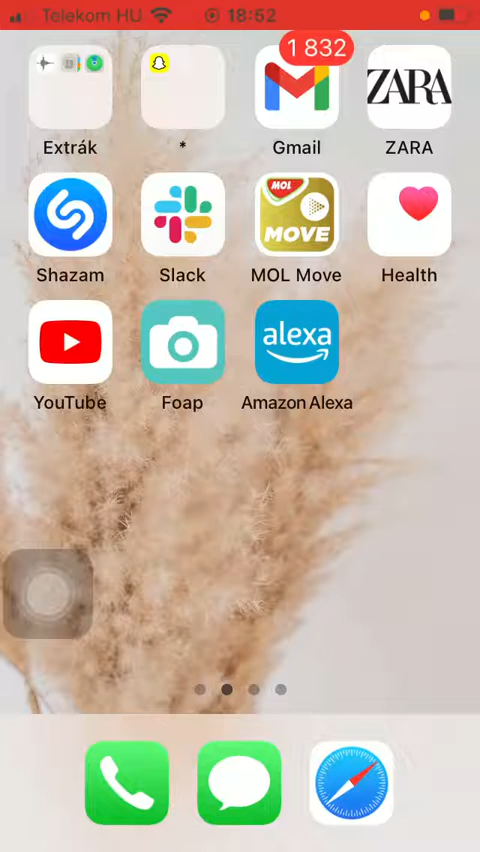 Telekom HU 18:52
1 832
Extrák * Gmail ZARA
ZARA
MOL
MOVE
Shazam Slack MOL Move Health
alexa
YouTube Foap Amazon Alexa